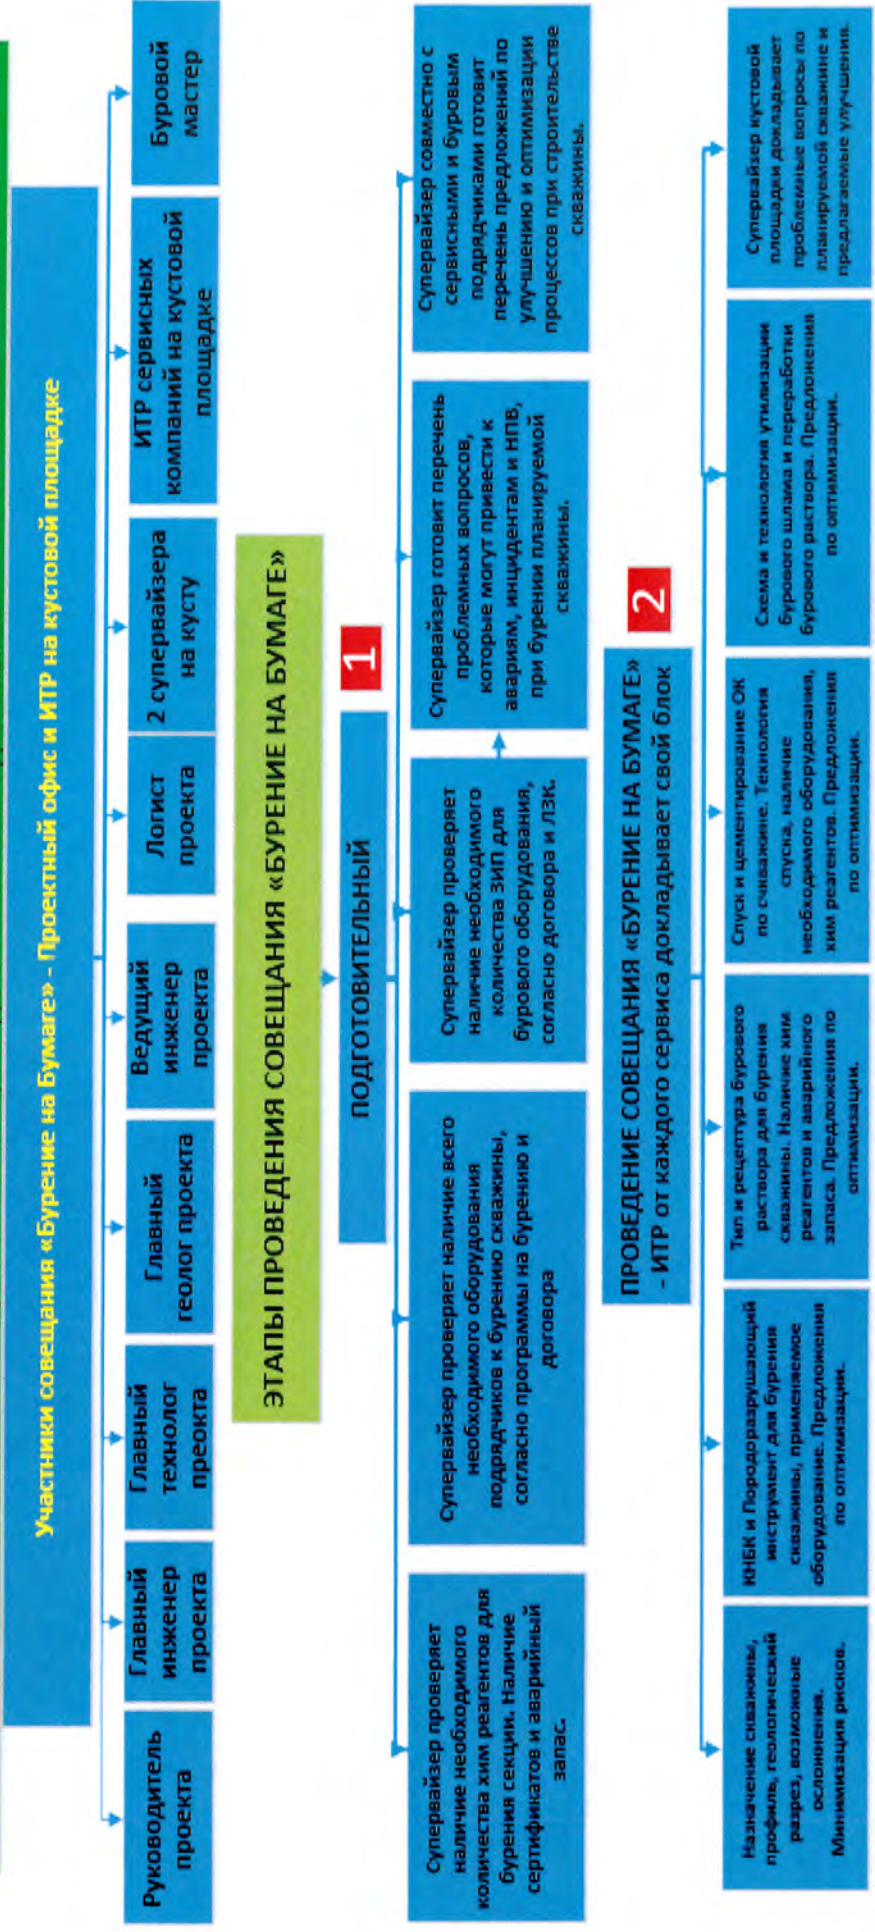 Участники совещания «Бурение на Бумаге» - Проектный офис и ИТР на кустовой площадке
Руководитель
проекта
Главный
инженер
проекта
Главный
технолог
преокта
Главный
геолог проекта
Ведущий
инженер
проекта
Логист
проекта
2 супервайзера
на кусту
ИТР сервисных
компаний на кустовой
площадке
Буровой
мастер
ЭТАПЫ ПРОВЕДЕНИЯ СОВЕЩАНИЯ «БУРЕНИЕ НА БУМАГЕ»
ПОДГОТОВИТЕЛЬНЫЙ
1
Супервайзер проверяет
наличие необходимого
количества хим реагентов для
бурения секции. Наличие
сертификатов и аварийный
запас.
Супервайзер проверяет наличие всего
необходимого оборудования
подрядчиков к бурению скважины,
согласно программы на бурению и
договора
Супервайзер проверяет
наличие необходимого
количества ЗИП для
бурового оборудования,
согласно договора и ЛЗК.
Супервайзер готовит перечень
проблемных вопросов,
которые могут привести к
авариям, инцидентам и НПВ,
при бурении планируемой
скважины.
Супервайзер совместно с
сервисными и буровым
подрядчиками готовит
перечень предложений по
улучшению и оптимизации
процессов при строительстве
скважины.
ПРОВЕДЕНИЕ СОВЕЩАНИЯ «БУРЕНИЕ НА БУМАГЕ»
- ИТР от каждого сервиса докладывает свой блок
2
Назначение скважины,
профиль, геологический
разрез, возможные
осложнения.
Минимизация рисков.
КНБК и Породоразрушающий
инструмент для бурения
скважины, применяемое
оборудование. Предложения
по оптимизации.
Тип и рецептура бурового
раствора для бурения
скважины. Наличие хим
реагентов и аварийного
запаса. Предложения по
оптимизации.
Спуск и цементирование ОК
по счкважине. Технология
спуска, наличие
необходимого оборудования,
хим реагентов. Предложения
по оптимизации.
Схема и технология утилизации
бурового шлама и переработки
бурового раствора. Предложения
по оптимизации.
Супервайзер кустовой
площадки докладывает
проблемные вопросы по
планируемой скважине и
предлагаемые улучшения.